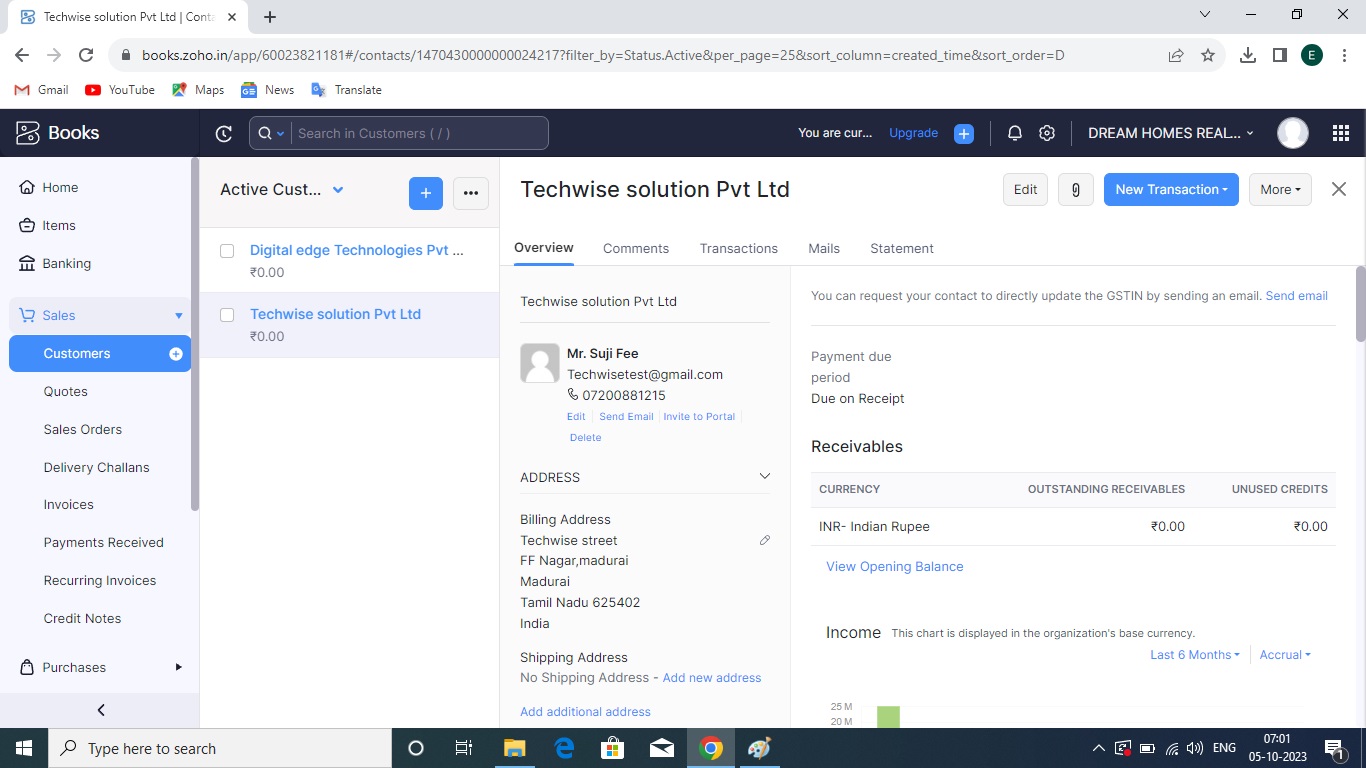 Techwise solution Pvt Ltd | Conta
books.zoho.in/app/60023821181#/contacts/1470430000000024217?filter_by=Status.Active&per_page=25&sort_column=created_time&sort_order=D
E
Gmail
YouTube
Maps
News
Translate
Books
Search in Customers ( / )
You are cur...
Upgrade
DREAM HOMES REAL...
Home
Items
Banking
Sales
Customers
Quotes
Sales Orders
Delivery Challans
Invoices
Payments Received
Recurring Invoices
Credit Notes
Purchases
Active Cust...
Digital edge Technologies Pvt ...
₹0.00
Techwise solution Pvt Ltd
₹0.00
Techwise solution Pvt Ltd
Edit
New Transaction
More
Overview
Comments
Transactions
Mails
Statement
Techwise solution Pvt Ltd
Mr. Suji Fee
Techwisetest@gmail.com
07200881215
Edit
Send Email
Invite to Portal
Delete
ADDRESS
Billing Address
Techwise street
FF Nagar,madurai
Madurai
Tamil Nadu 625402
India
Shipping Address
No Shipping Address - Add new address
Add additional address
You can request your contact to directly update the GSTIN by sending an email. Send email
Payment due
period
Due on Receipt
Receivables
CURRENCY OUTSTANDING RECEIVABLES UNUSED CREDITS
INR- Indian Rupee ₹0.00 ₹0.00
View Opening Balance
Income This chart is displayed in the organization's base currency.
Last 6 Months Accrual
25 M
20 M
Type here to search
ENG
07:01
05-10-2023
1